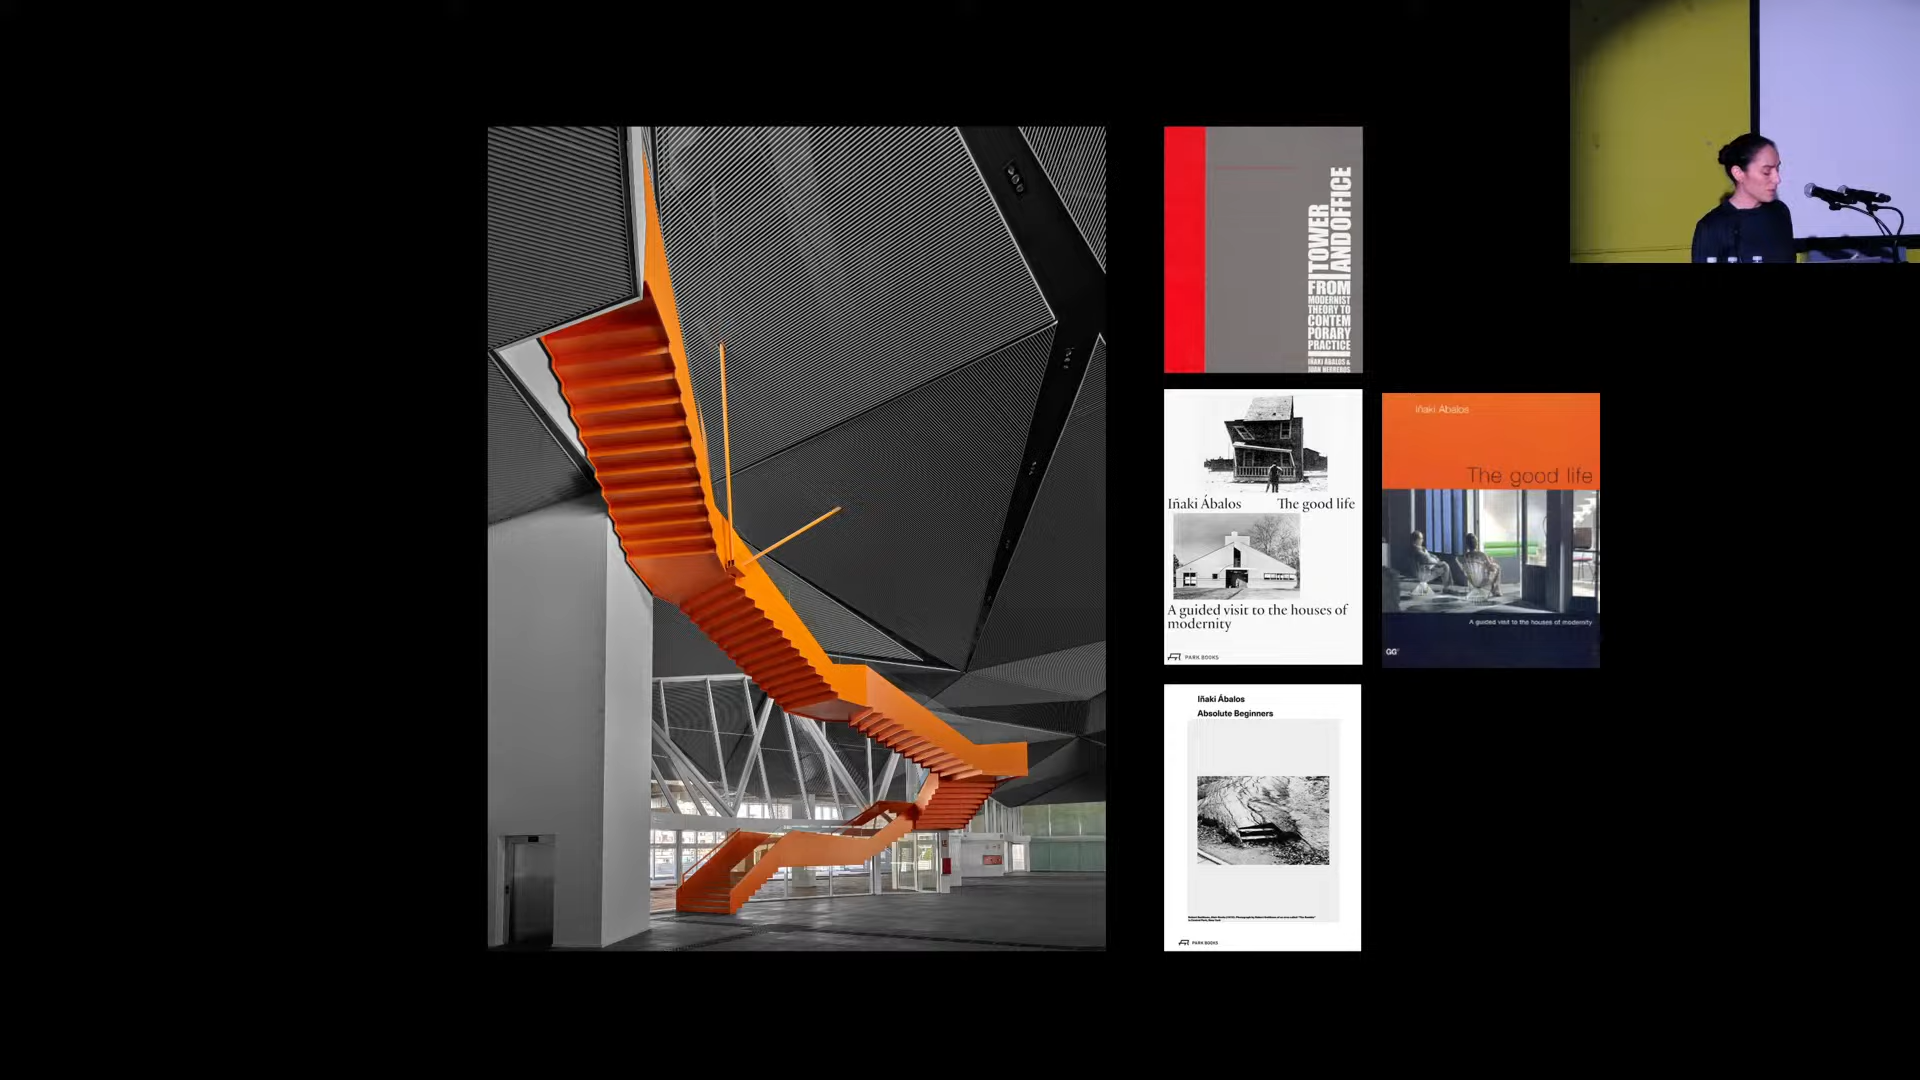 TOWER
AND OFFICE
FROM
MODERNIST
THEORY TO
CONTEM
PORARY
PRACTICE
IÑAKI ÁBALOS &
JUAN HERREROS
Iñaki Ábalos The good life
A guided visit to the houses of
modernity
PARK BOOKS
Iñaki Ábalos
The good life
A guided visit to the houses of modernity
GG
Iñaki Ábalos
Absolute Beginners
PARK BOOKS